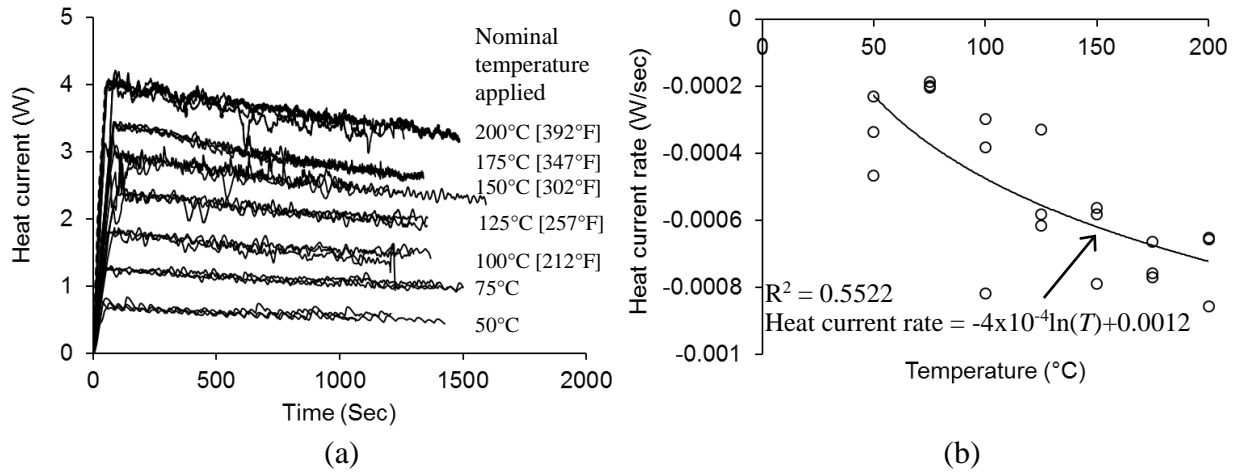 5
4
3
2
1
0
Heat current (W)
Nominal
temperature
applied
200°C [392°F]
175°C [347°F]
150°C [302°F]
125°C [257°F]
100°C [212°F]
75°C
50°C
0
500
1000
1500
2000
Time (Sec)
(a)
0
-0.0002
-0.0004
-0.0006
-0.0008
-0.001
Heat current rate (W/sec)
0
50
100
150
200
R² = 0.5522
Heat current rate = -4x10⁻⁴ln(T)+0.0012
Temperature (°C)
(b)